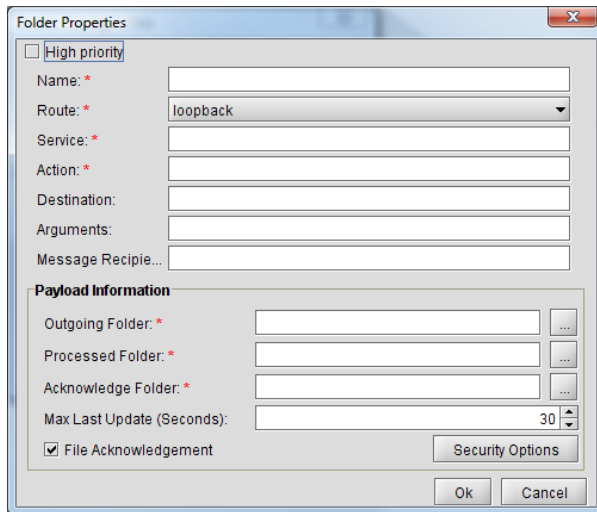 Folder Properties
High priority
Name: *
Route: * loopback
Service: *
Action: *
Destination:
Arguments:
Message Recipie...
Payload Information
Outgoing Folder: * ...
Processed Folder: * ...
Acknowledge Folder: * ...
Max Last Update (Seconds): 30
File Acknowledgement Security Options
Ok Cancel